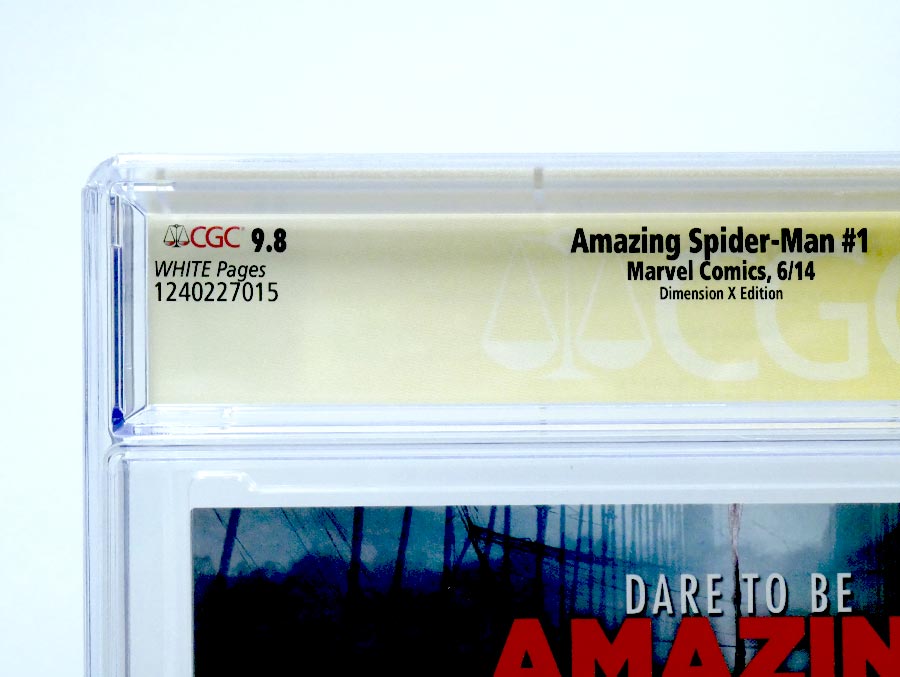 CGC 9.8
WHITE Pages
1240227015
Amazing Spider-Man #1
Marvel Comics, 6/14
Dimension X Edition
CGC
DARE TO BE
AMAZIN